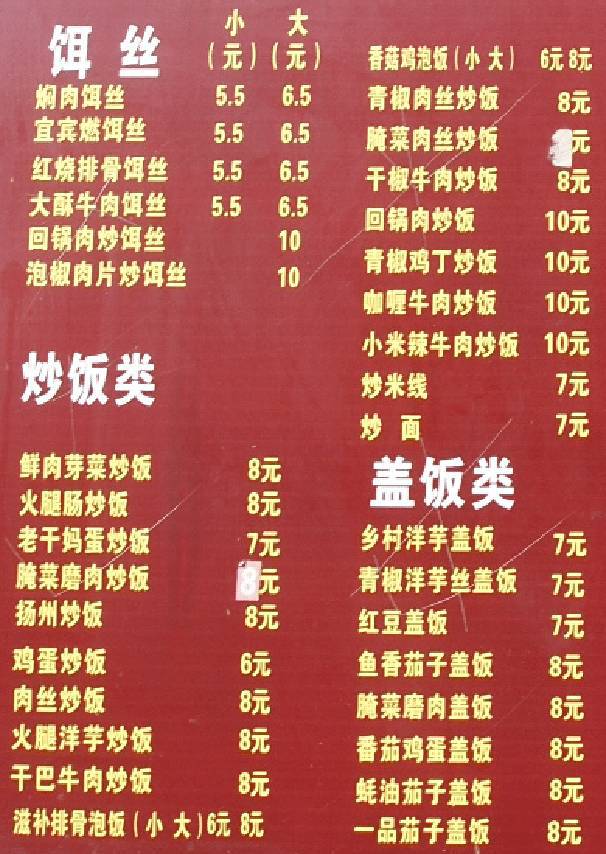 饵丝 小(元) 大(元)
焖肉饵丝 5.5 6.5
宜宾燃饵丝 5.5 6.5
红烧排骨饵丝 5.5 6.5
大酥牛肉饵丝 5.5 6.5
回锅肉炒饵丝 10
泡椒肉片炒饵丝 10
炒饭类
鲜肉芽菜炒饭 8元
火腿肠炒饭 8元
老干妈蛋炒饭 7元
腌菜磨肉炒饭 8元
扬州炒饭 8元
鸡蛋炒饭 6元
肉丝炒饭 8元
火腿洋芋炒饭 8元
干巴牛肉炒饭 8元
滋补排骨泡饭(小 大)6元 8元
香菇鸡泡饭(小 大) 6元 8元
青椒肉丝炒饭 8元
腌菜肉丝炒饭 元
干椒牛肉炒饭 8元
回锅肉炒饭 10元
青椒鸡丁炒饭 10元
咖喱牛肉炒饭 10元
小米辣牛肉炒饭 10元
炒米线 7元
炒 面 7元
盖饭类
乡村洋芋盖饭 7元
青椒洋芋丝盖饭 7元
红豆盖饭 7元
鱼香茄子盖饭 8元
腌菜磨肉盖饭 8元
番茄鸡蛋盖饭 8元
蚝油茄子盖饭 8元
一品茄子盖饭 8元